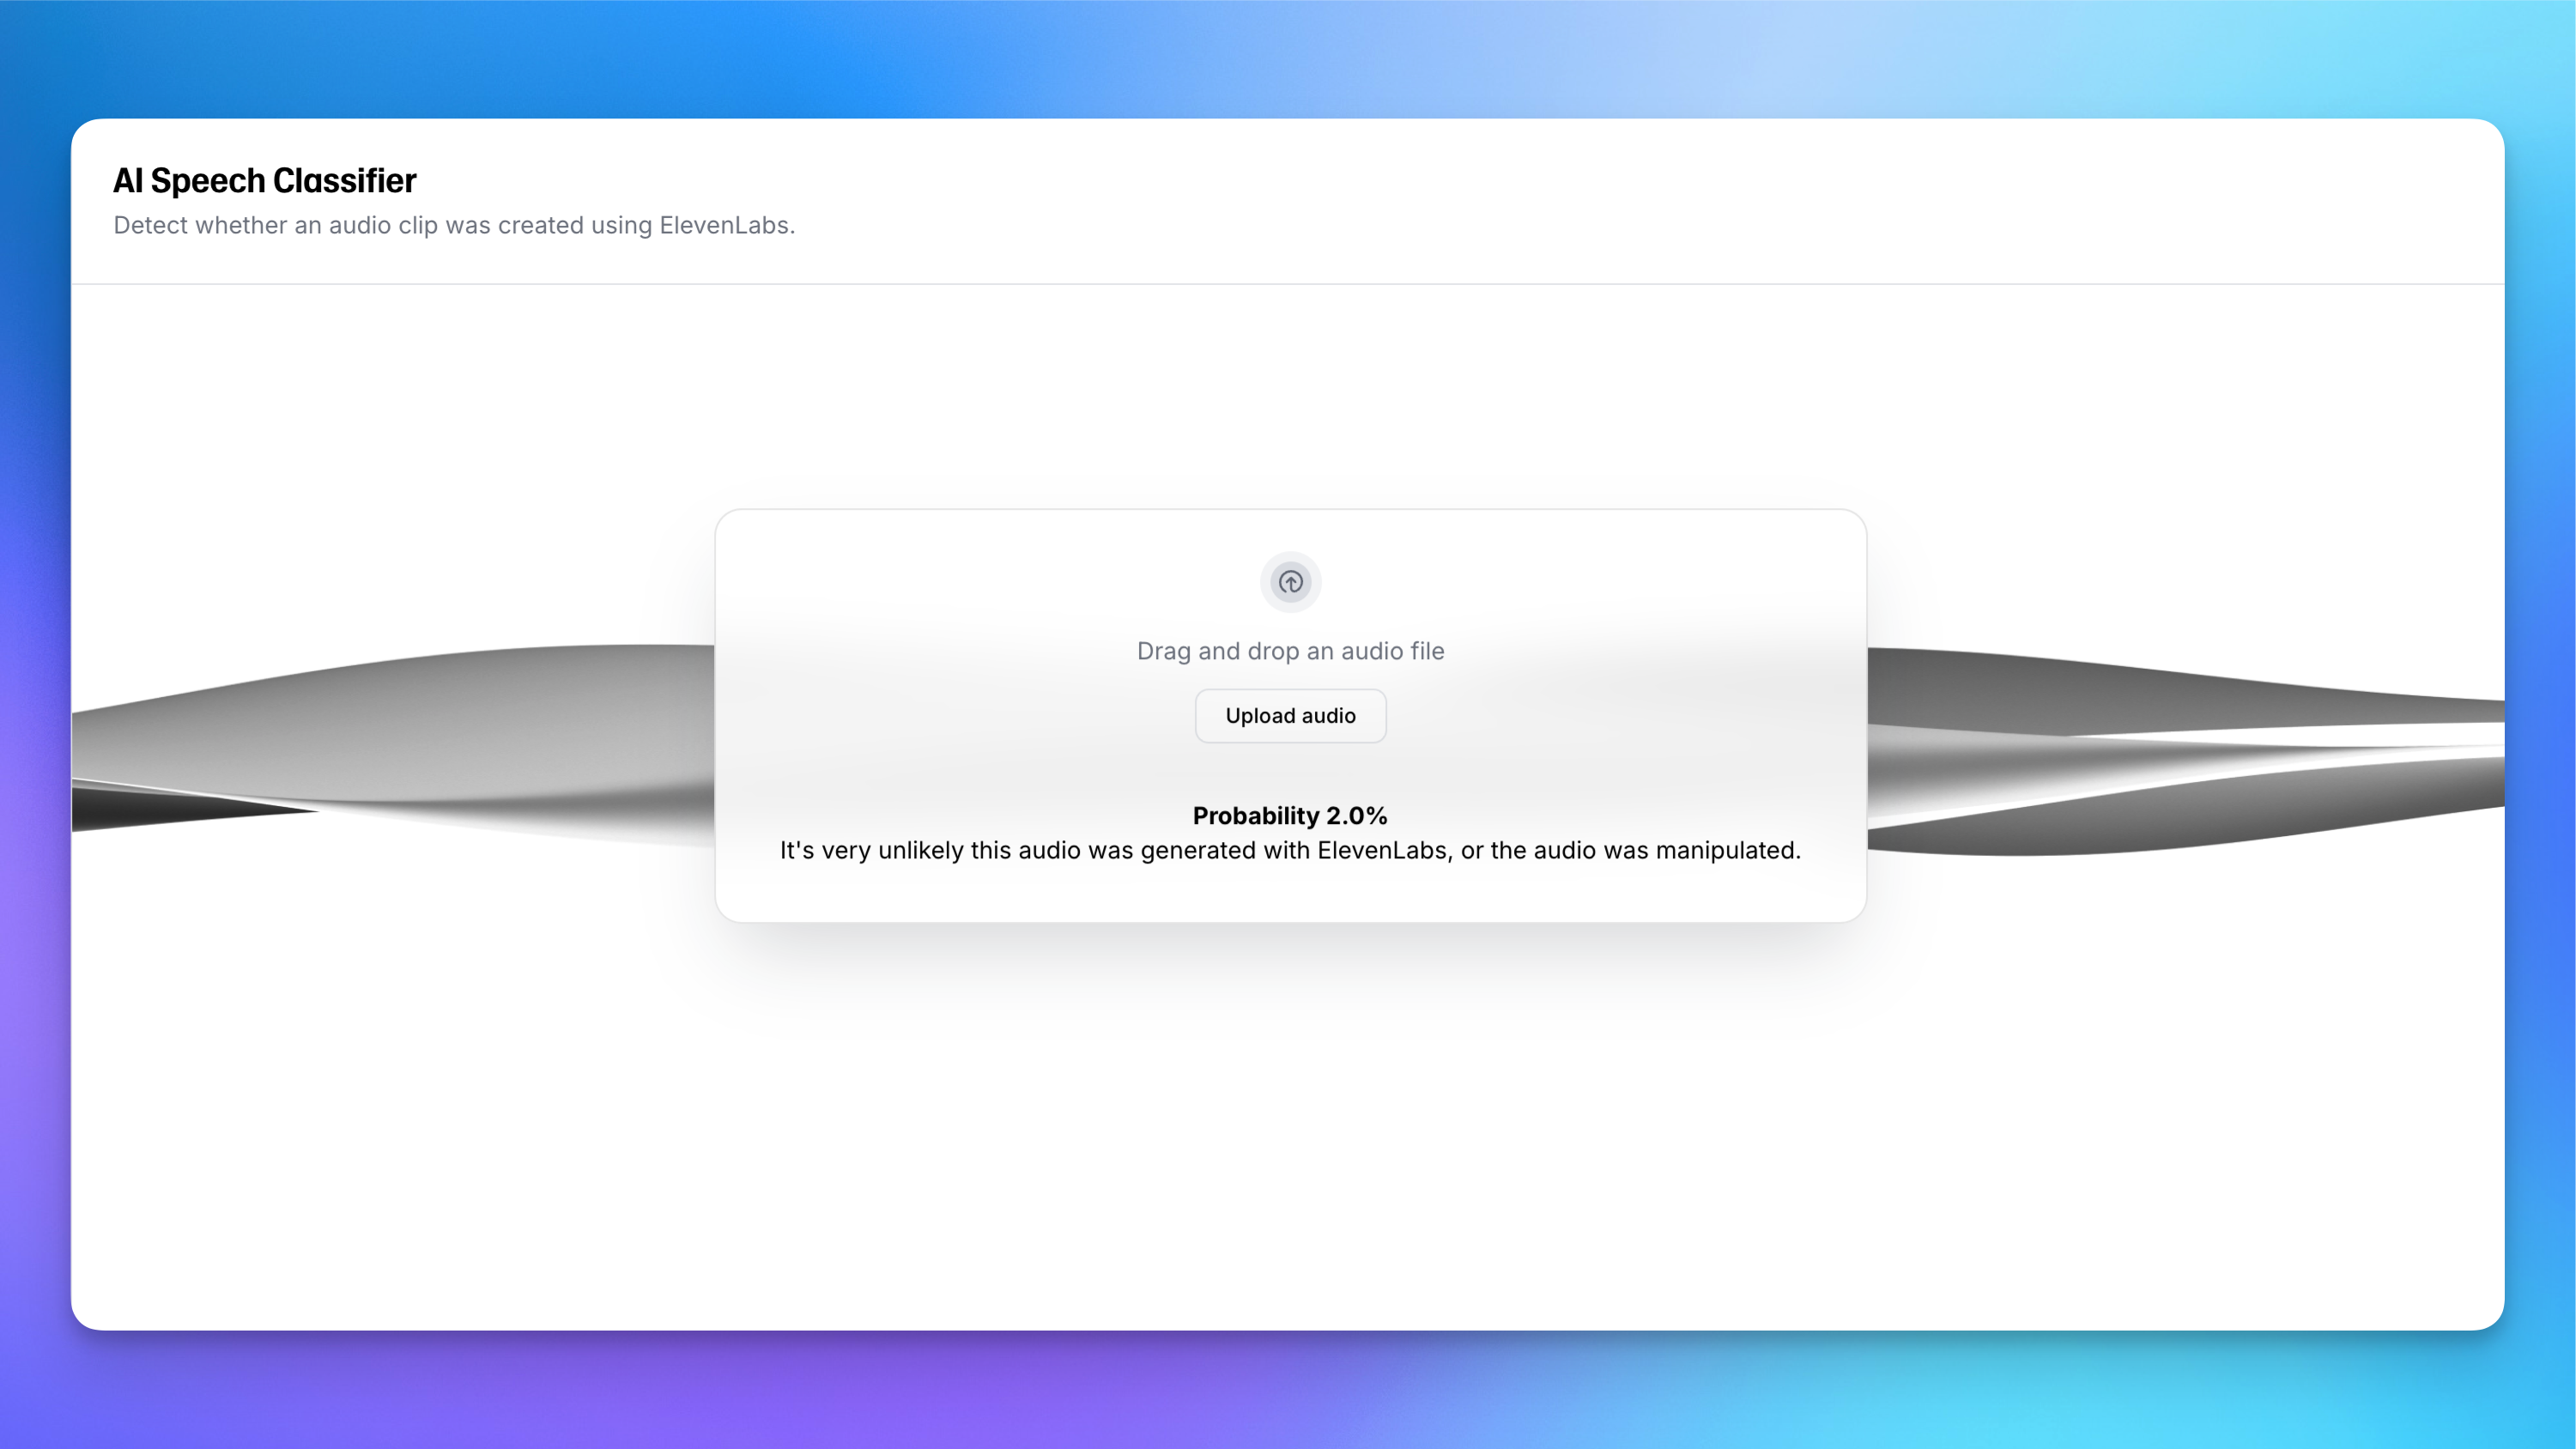 AI Speech Classifier
Detect whether an audio clip was created using ElevenLabs.
Drag and drop an audio file
Upload audio
Probability 2.0%
It's very unlikely this audio was generated with ElevenLabs, or the audio was manipulated.